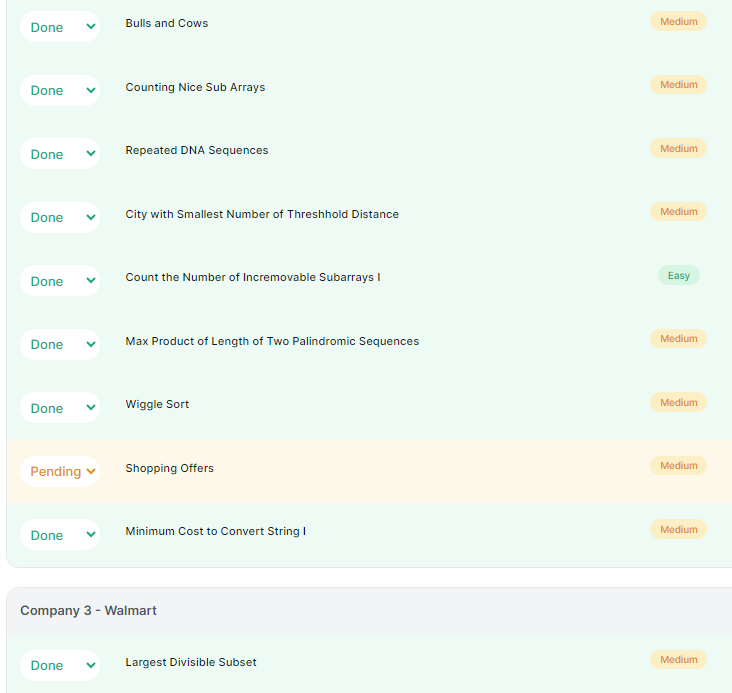 Done Bulls and Cows Medium
Done Counting Nice Sub Arrays Medium
Done Repeated DNA Sequences Medium
Done City with Smallest Number of Threshhold Distance Medium
Done Count the Number of Incremovable Subarrays I Easy
Done Max Product of Length of Two Palindromic Sequences Medium
Done Wiggle Sort Medium
Pending Shopping Offers Medium
Done Minimum Cost to Convert String I Medium
Company 3 - Walmart
Done Largest Divisible Subset Medium